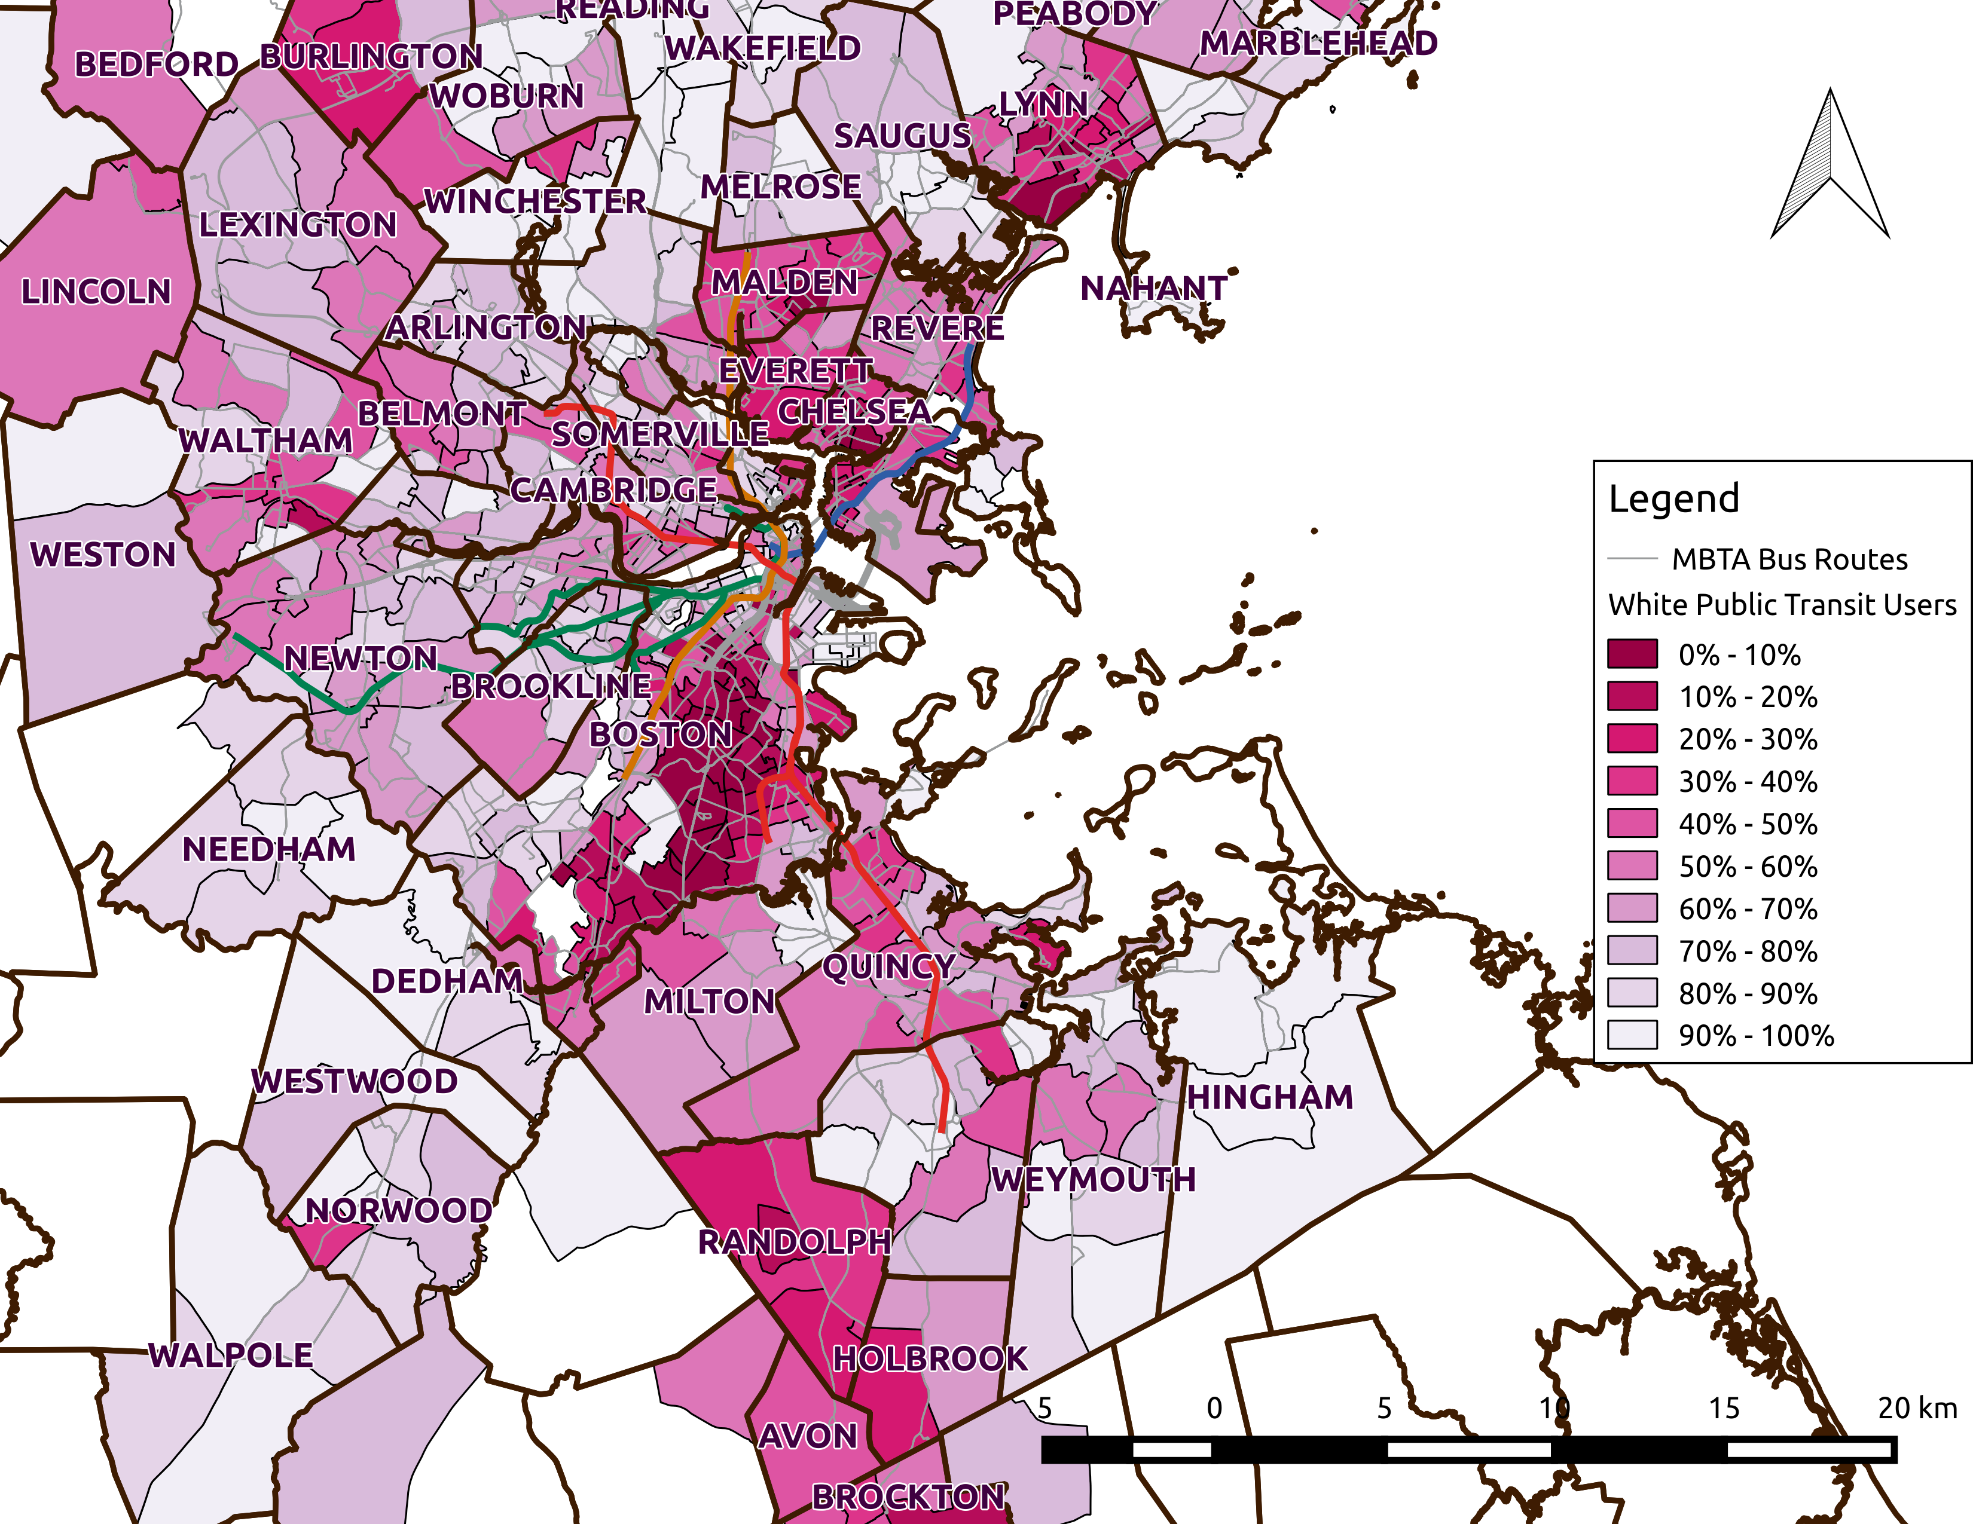 READING
PEABODY
BEDFORD
BURLINGTON
WAKEFIELD
MARBLEHEAD
WOBURN
LYNN
SAUGUS
WINCHESTER
MELROSE
LEXINGTON
LINCOLN
MALDEN
NAHANT
ARLINGTON
REVERE
EVERETT
BELMONT
CHELSEA
WALTHAM
SOMERVILLE
CAMBRIDGE
WESTON
NEWTON
BROOKLINE
BOSTON
NEEDHAM
DEDHAM
QUINCY
MILTON
WESTWOOD
HINGHAM
WEYMOUTH
NORWOOD
RANDOLPH
WALPOLE
HOLBROOK
AVON
BROCKTON
Legend
MBTA Bus Routes
White Public Transit Users
0% - 10%
10% - 20%
20% - 30%
30% - 40%
40% - 50%
50% - 60%
60% - 70%
70% - 80%
80% - 90%
90% - 100%
5 0 5 10 15 20 km